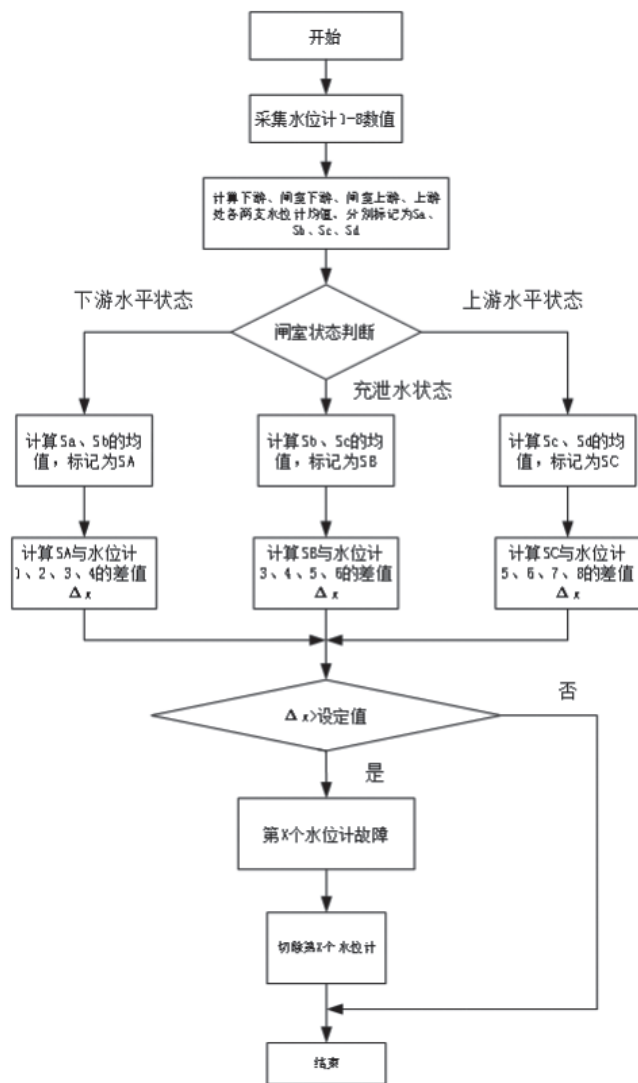 开始
采集水位计1-8数值
计算下游、闸室下游、闸室上游、上游
处各两支水位计均值，分别标记为Sa、
Sb、Sc、Sd
下游水平状态
上游水平状态
闸室状态判断
充泄水状态
计算Sa、Sb的均
值，标记为SA
计算Sb、Sc的均
值，标记为SB
计算Sc、Sd的均
值，标记为SC
计算SA与水位计
1、2、3、4的差值
Δx
计算SB与水位计
3、4、5、6的差值
Δx
计算SC与水位计
5、6、7、8的差值
Δx
否
Δx>设定值
是
第X个水位计故障
切除第X个水位计
结束